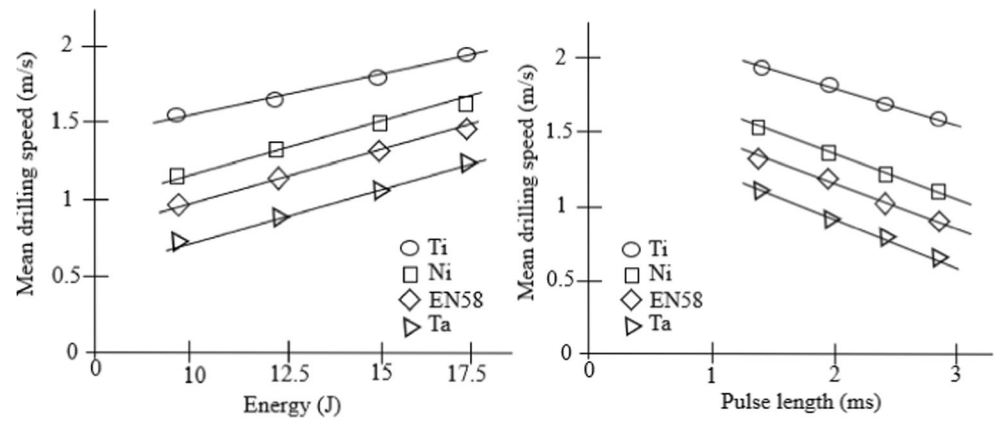 Mean drilling speed (m/s)
2
1.5
1
0.5
0
0
10
12.5
15
17.5
Energy (J)
Ti
Ni
EN58
Ta
Mean drilling speed (m/s)
2
1.5
1
0.5
0
0
1
2
3
Pulse length (ms)
Ti
Ni
EN58
Ta